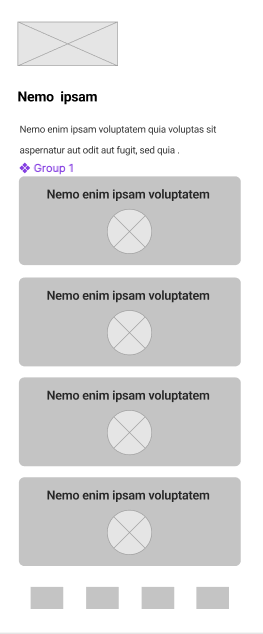 Nemo ipsam
Nemo enim ipsam voluptatem quia voluptas sit
aspernatur aut odit aut fugit, sed quia .
Group 1
Nemo enim ipsam voluptatem
Nemo enim ipsam voluptatem
Nemo enim ipsam voluptatem
Nemo enim ipsam voluptatem